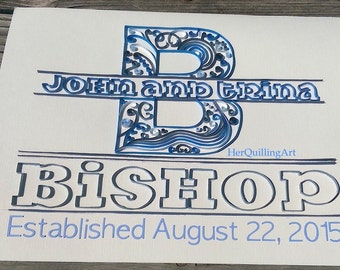 B
John and Trina
HerQuillingArt
BiSHOP
Established August 22, 2015